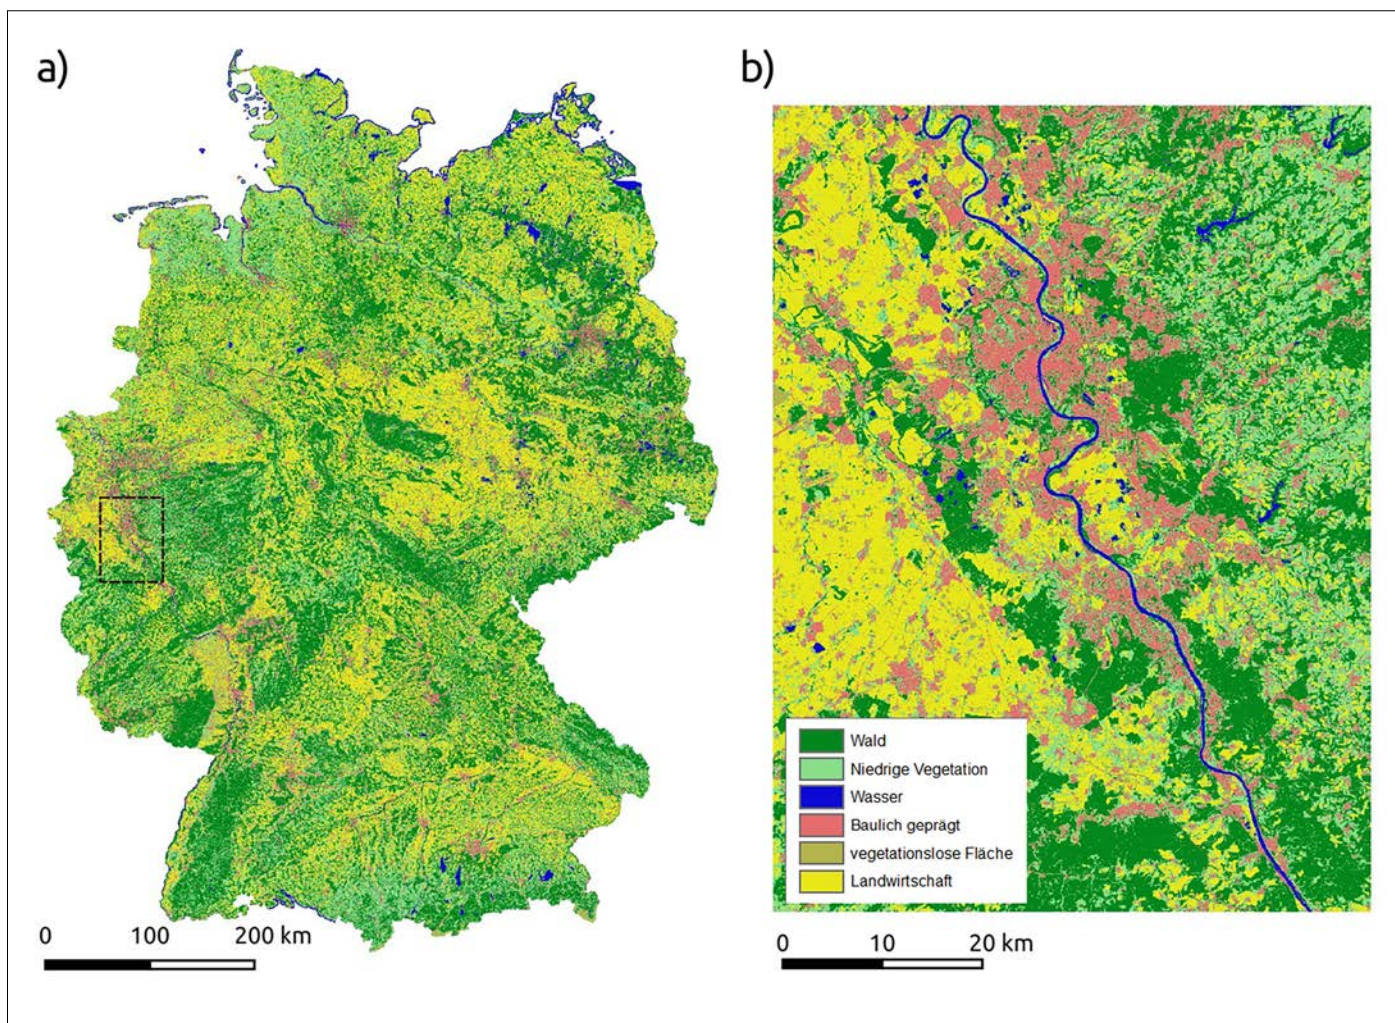 a)
b)
Wald
Niedrige Vegetation
Wasser
Baulich geprägt
vegetationslose Fläche
Landwirtschaft
0 100 200 km
0 10 20 km